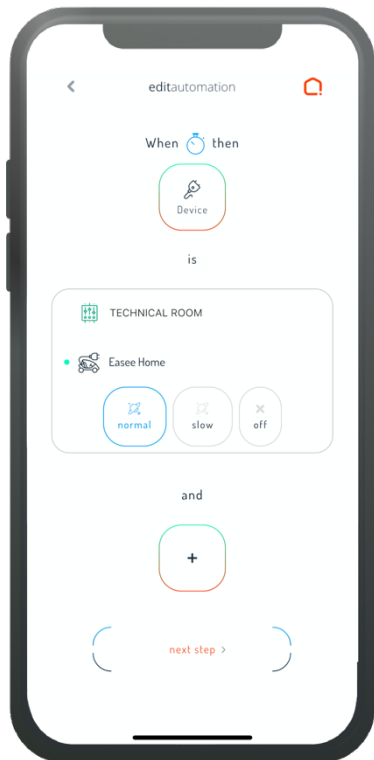 editautomation
When then
Device
is
TECHNICAL ROOM
Easee Home
normal slow off
and
+
next step >